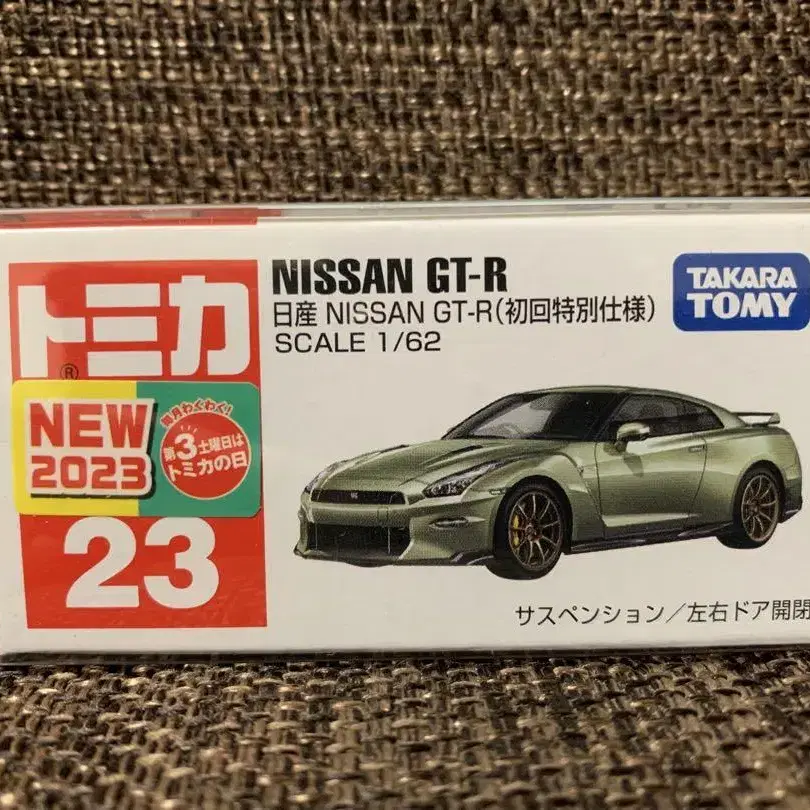 トミカ
®
NEW
2023
毎月わくわく!
第3土曜日は
トミカの日
23
NISSAN GT-R
日産 NISSAN GT-R(初回特別仕様)
SCALE 1/62
TAKARA
TOMY
サスペンション/左右ドア開閉